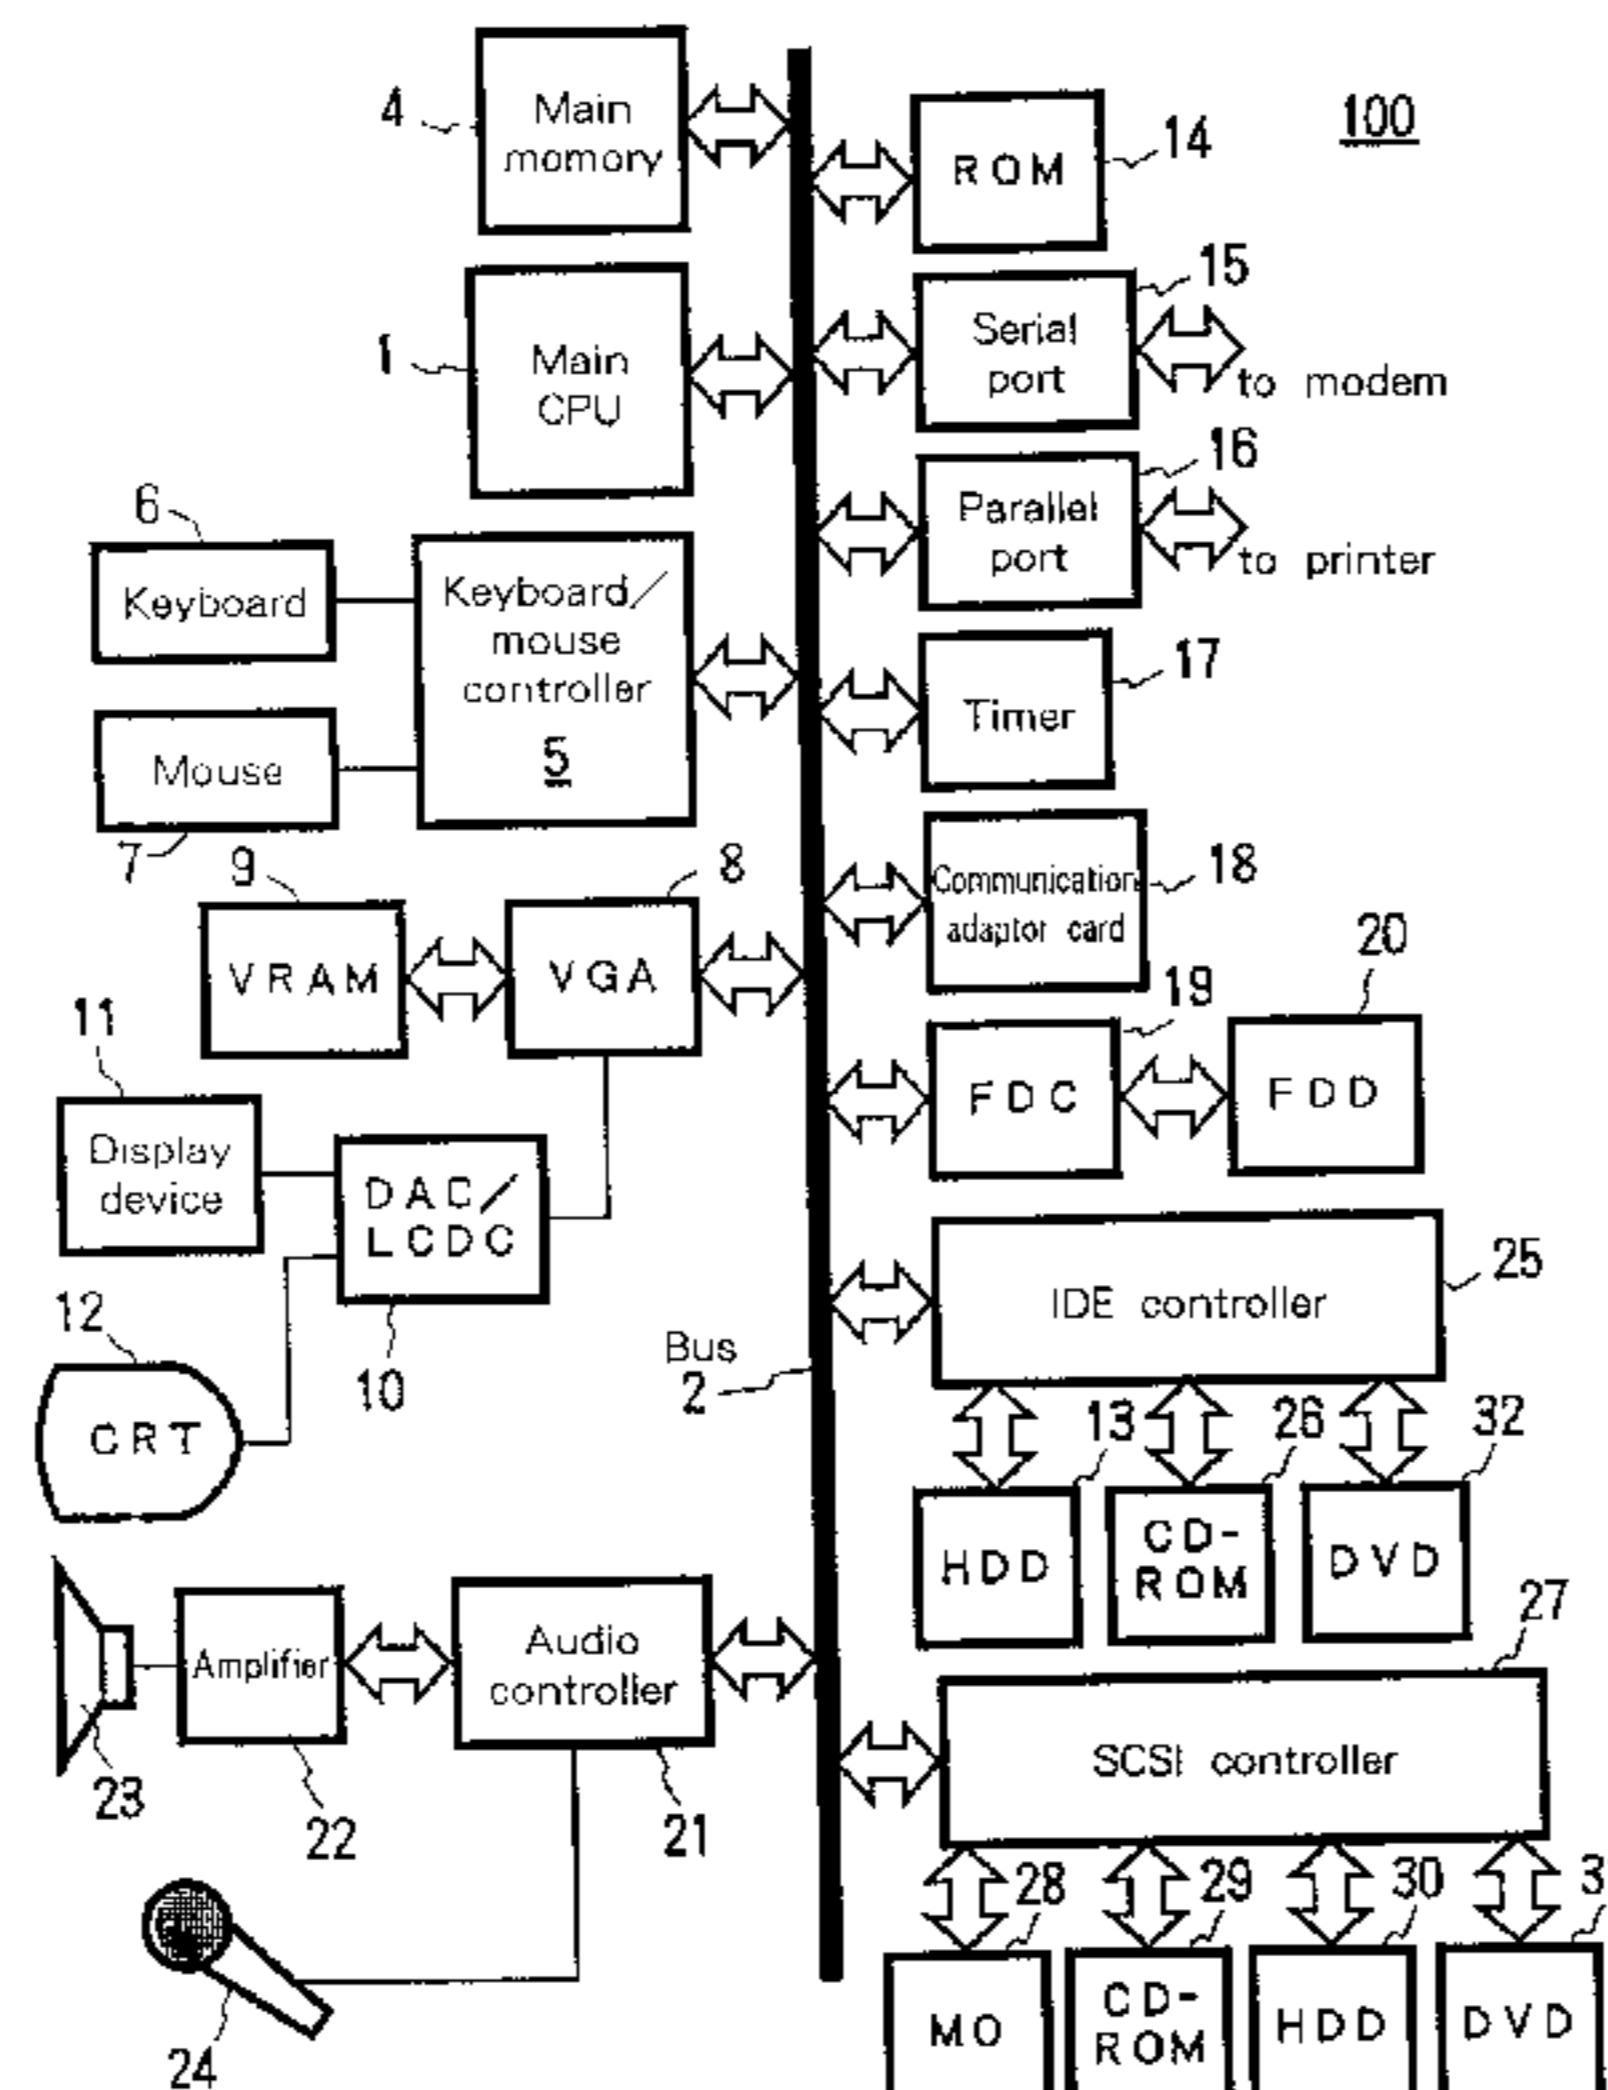 100
4
Main
momory
14
ROM
1
Main
CPU
15
Serial
port
to modem
16
Parallel
port
to printer
6
Keyboard
Keyboard/
mouse
controller
5
Mouse
7
17
Timer
18
Communication
adaptor card
9
VRAM
8
VGA
19
FDC
20
FDD
11
Display
device
DAC/
LCDC
10
12
CRT
Bus
2
25
IDE controller
13
HDD
26
CD-
ROM
32
DVD
23
Amplifier
22
Audio
controller
21
24
27
SCSI controller
28
MO
29
CD-
ROM
30
HDD
3
DVD